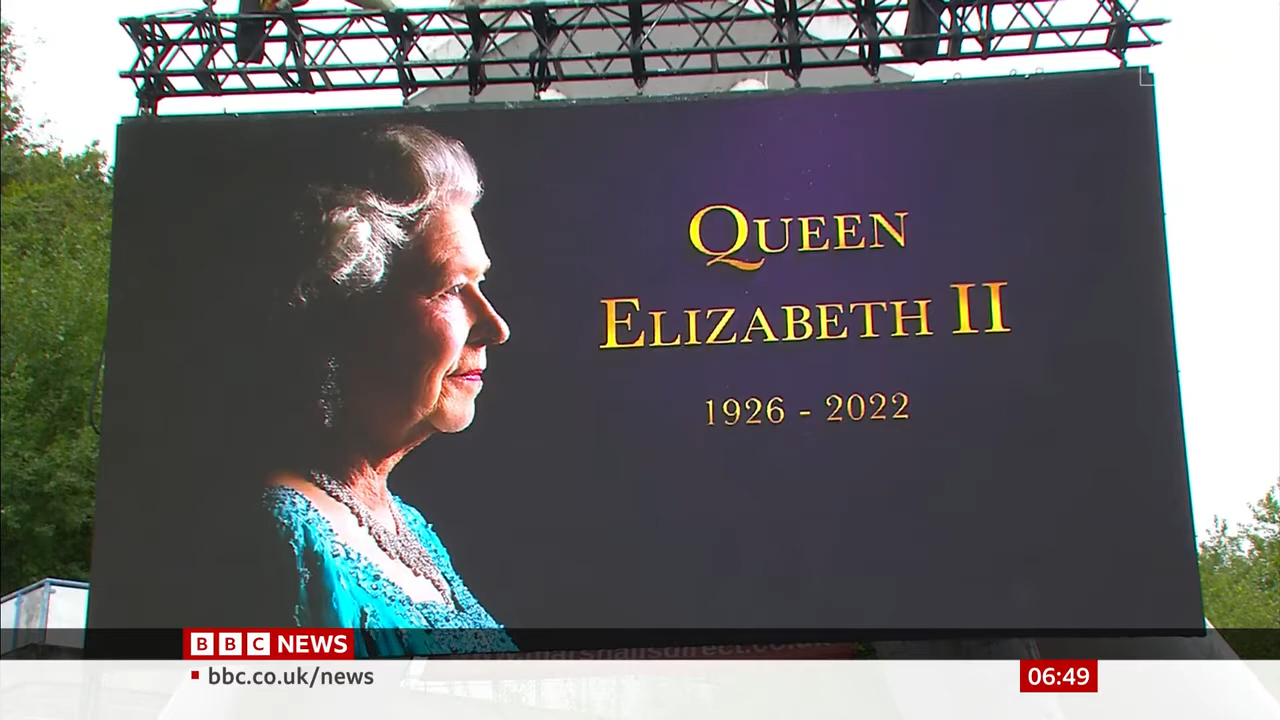 QUEEN
ELIZABETH II
1926 - 2022
BBC NEWS
bbc.co.uk/news
06:49